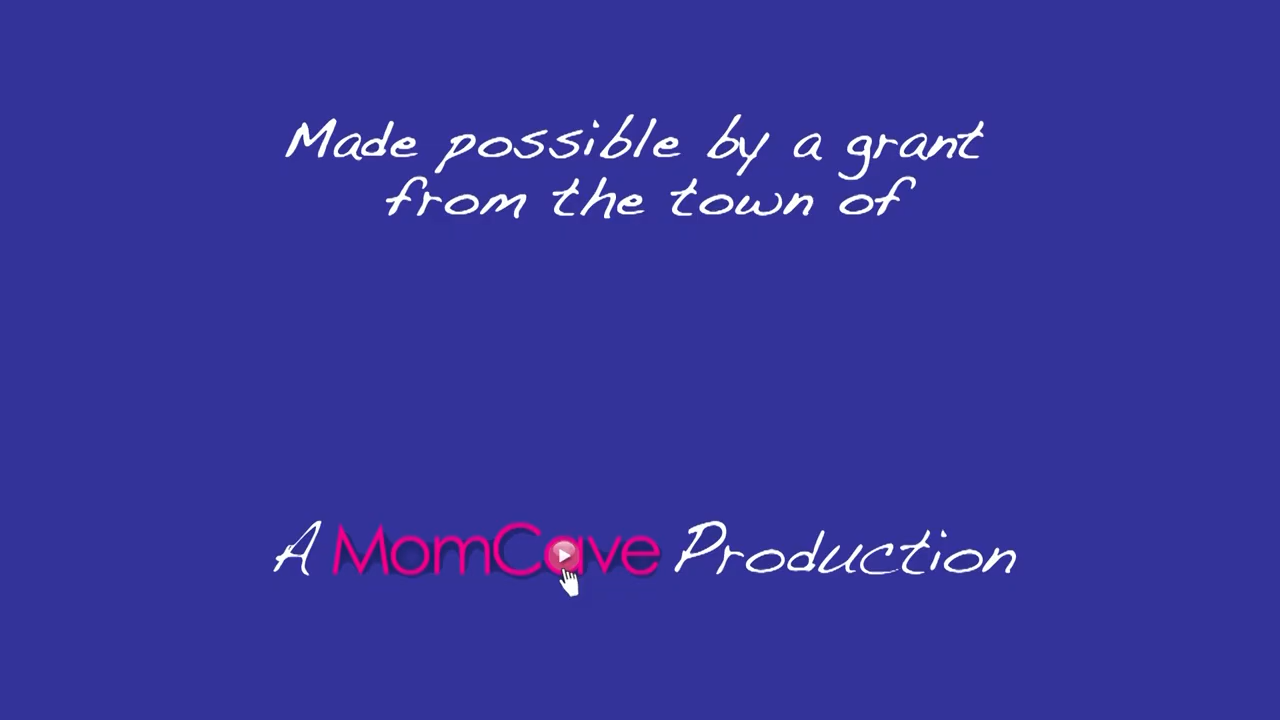 Made possible by a grant
from the town of
A MomCave Production